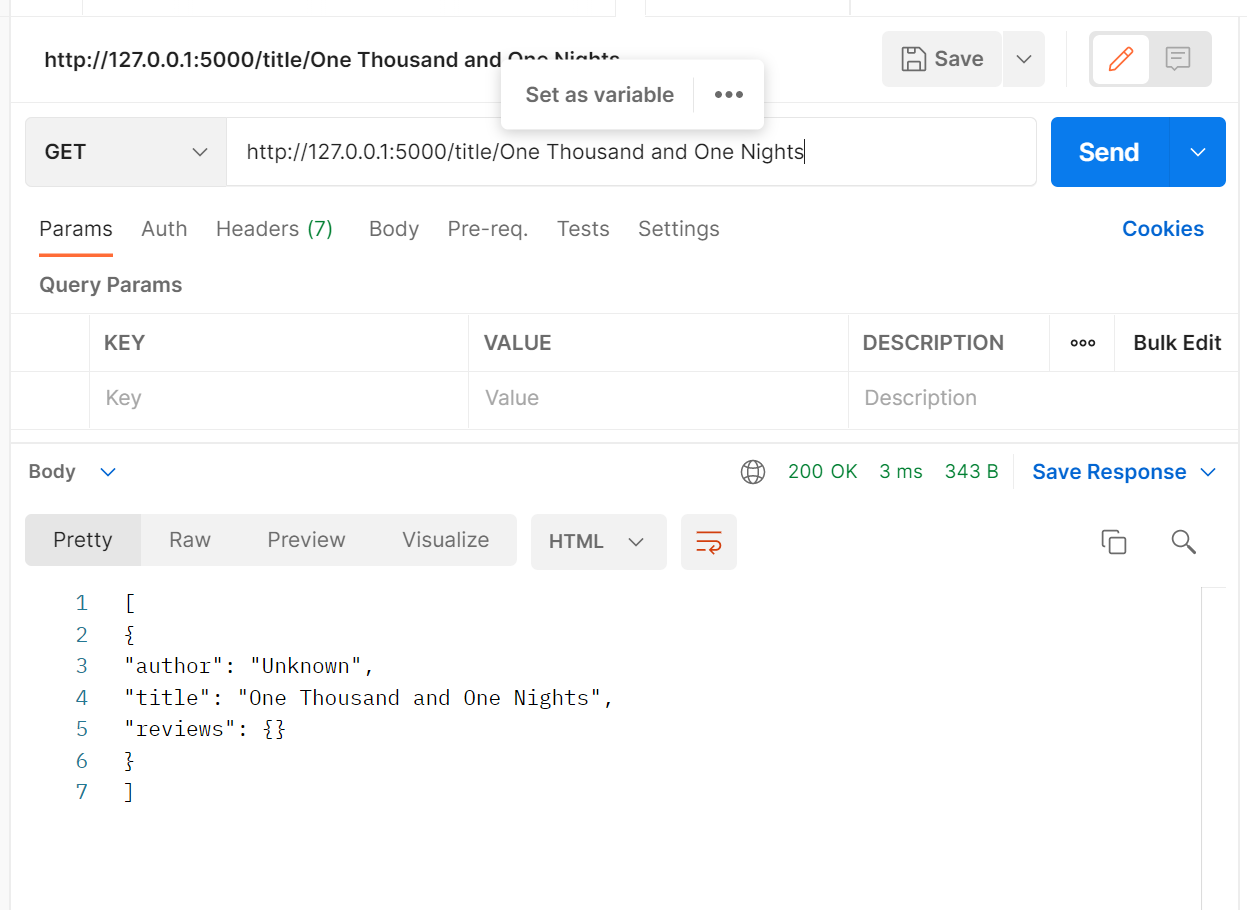 http://127.0.0.1:5000/title/One Thousand and One Nights
Save
Set as variable
GET
http://127.0.0.1:5000/title/One Thousand and One Nights
Send
Params Auth Headers (7) Body Pre-req. Tests Settings Cookies
Query Params
KEY VALUE DESCRIPTION Bulk Edit
Key Value Description
Body 200 OK 3 ms 343 B Save Response
Pretty Raw Preview Visualize HTML
1 [
2 {
3 "author": "Unknown",
4 "title": "One Thousand and One Nights",
5 "reviews": {}
6 }
7 ]